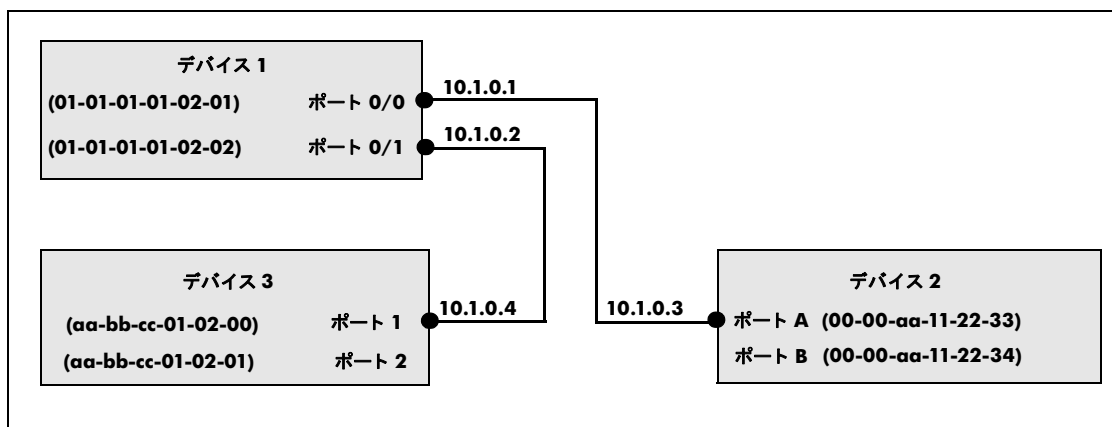 デバイス 1
(01-01-01-01-02-01) ポート 0/0
10.1.0.1
(01-01-01-01-02-02) ポート 0/1
10.1.0.2
デバイス 3
(aa-bb-cc-01-02-00) ポート 1
10.1.0.4
(aa-bb-cc-01-02-01) ポート 2
デバイス 2
10.1.0.3
ポート A (00-00-aa-11-22-33)
ポート B (00-00-aa-11-22-34)